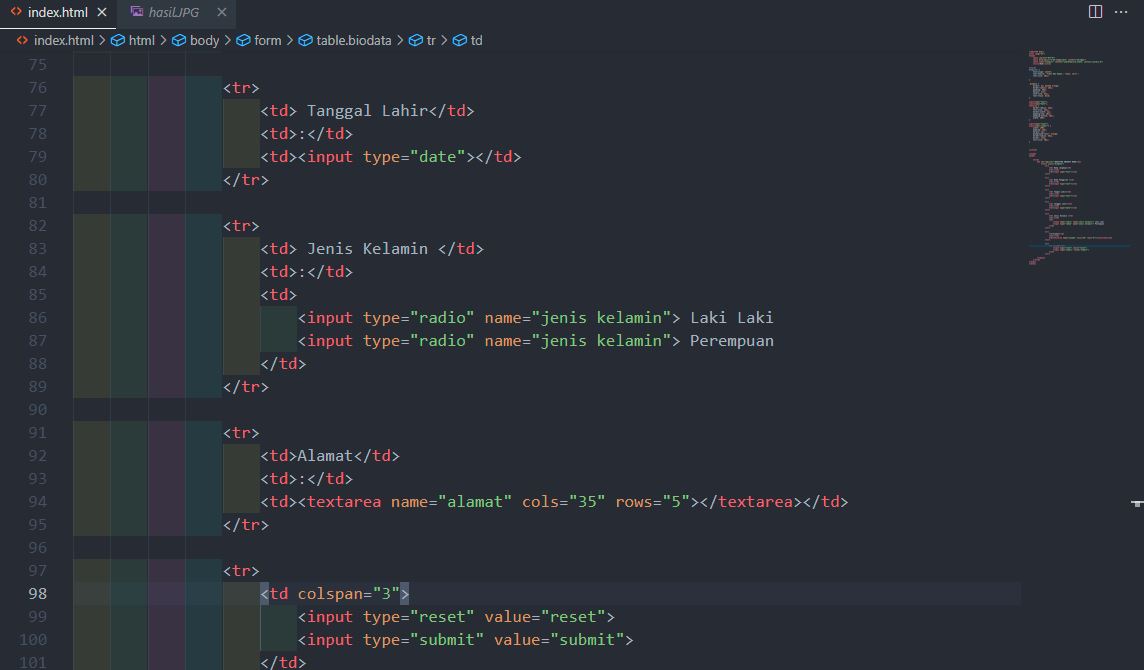 index.html hasil.JPG
index.html > html > body > form > table.biodata > tr > td
75
76 <tr>
77 <td> Tanggal Lahir</td>
78 <td>:</td>
79 <td><input type="date"></td>
80 </tr>
81
82 <tr>
83 <td> Jenis Kelamin </td>
84 <td>:</td>
85 <td>
86 <input type="radio" name="jenis kelamin"> Laki Laki
87 <input type="radio" name="jenis kelamin"> Perempuan
88 </td>
89 </tr>
90
91 <tr>
92 <td>Alamat</td>
93 <td>:</td>
94 <td><textarea name="alamat" cols="35" rows="5"></textarea></td>
95 </tr>
96
97 <tr>
98 <td colspan="3">
99 <input type="reset" value="reset">
100 <input type="submit" value="submit">
101 </td>